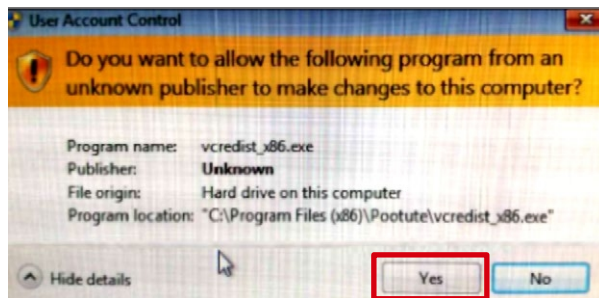 User Account Control
Do you want to allow the following program from an
unknown publisher to make changes to this computer?
Program name: vcredist_x86.exe
Publisher: Unknown
File origin: Hard drive on this computer
Program location: "C:\Program Files (x86)\Pootute\vcredist_x86.exe"
Hide details
Yes
No